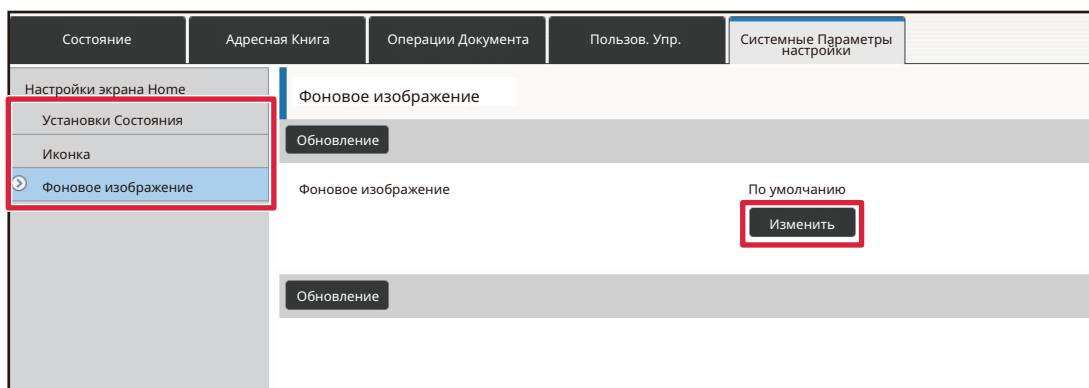 Состояние
Адресная Книга
Операции Документа
Пользов. Упр.
Системные Параметры
настройки
Настройки экрана Home
Установки Состояния
Иконка
Фоновое изображение
Фоновое изображение
Обновление
Фоновое изображение
По умолчанию
Изменить
Обновление